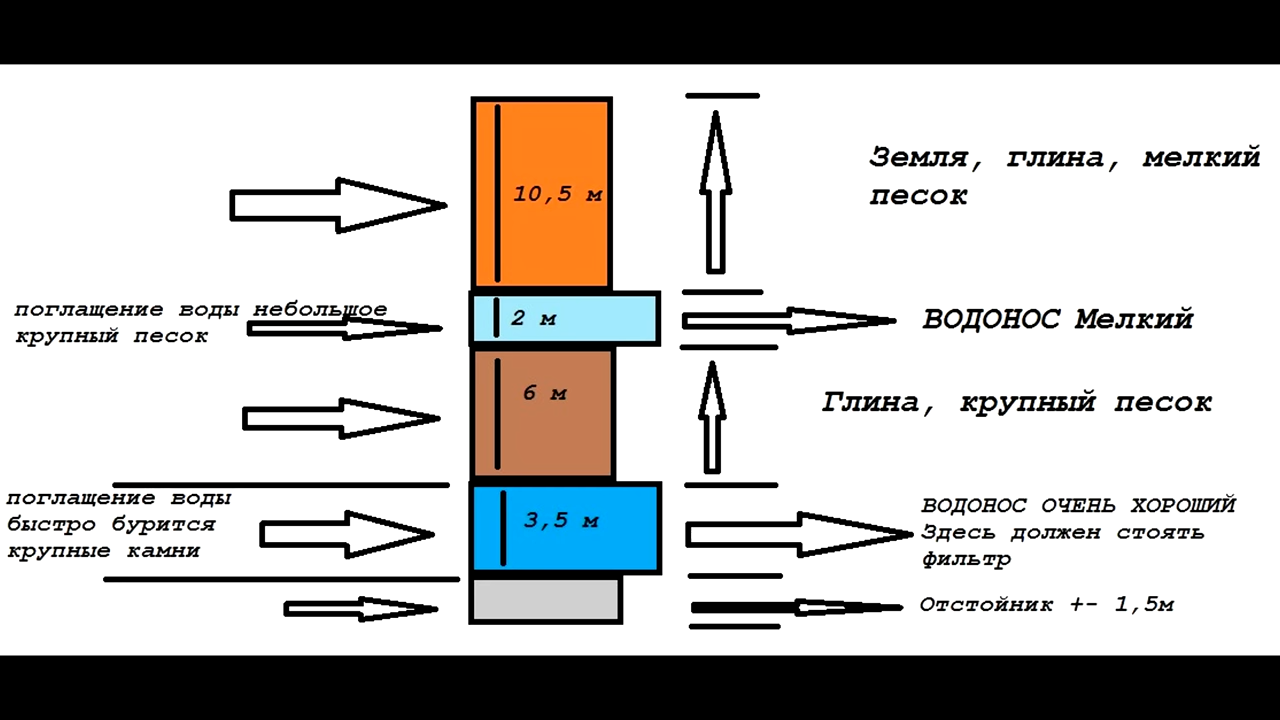 10,5 м
Земля, глина, мелкий
песок
поглащение воды небольшое
крупный песок
2 м
ВОДОНОС Мелкий
6 м
Глина, крупный песок
поглащение воды
быстро бурится
крупные камни
3,5 м
ВОДОНОС ОЧЕНЬ ХОРОШИЙ
Здесь должен стоять
фильтр
Отстойник +- 1,5м